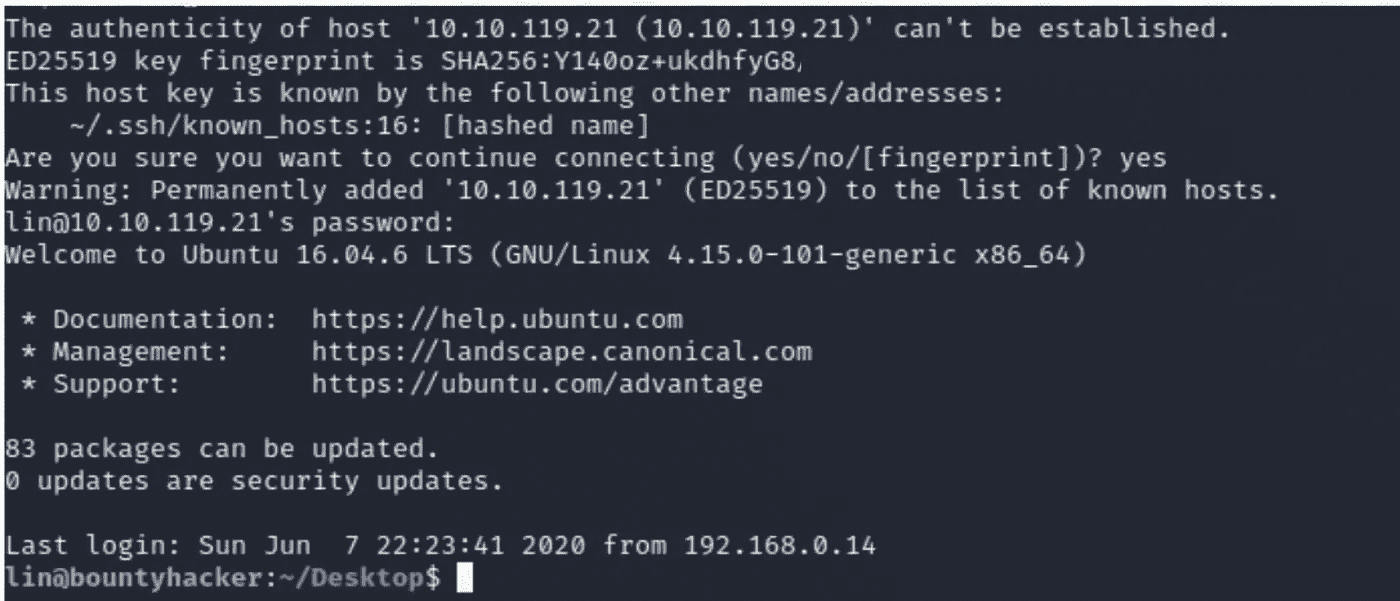 The authenticity of host '10.10.119.21 (10.10.119.21)' can't be established.
ED25519 key fingerprint is SHA256:Y140oz+ukdhfyG8,
This host key is known by the following other names/addresses:
    ~/.ssh/known_hosts:16: [hashed name]
Are you sure you want to continue connecting (yes/no/[fingerprint])? yes
Warning: Permanently added '10.10.119.21' (ED25519) to the list of known hosts.
lin@10.10.119.21's password:
Welcome to Ubuntu 16.04.6 LTS (GNU/Linux 4.15.0-101-generic x86_64)
 * Documentation:  https://help.ubuntu.com
 * Management:     https://landscape.canonical.com
 * Support:        https://ubuntu.com/advantage
83 packages can be updated.
0 updates are security updates.
Last login: Sun Jun  7 22:23:41 2020 from 192.168.0.14
lin@bountyhacker:~/Desktop$